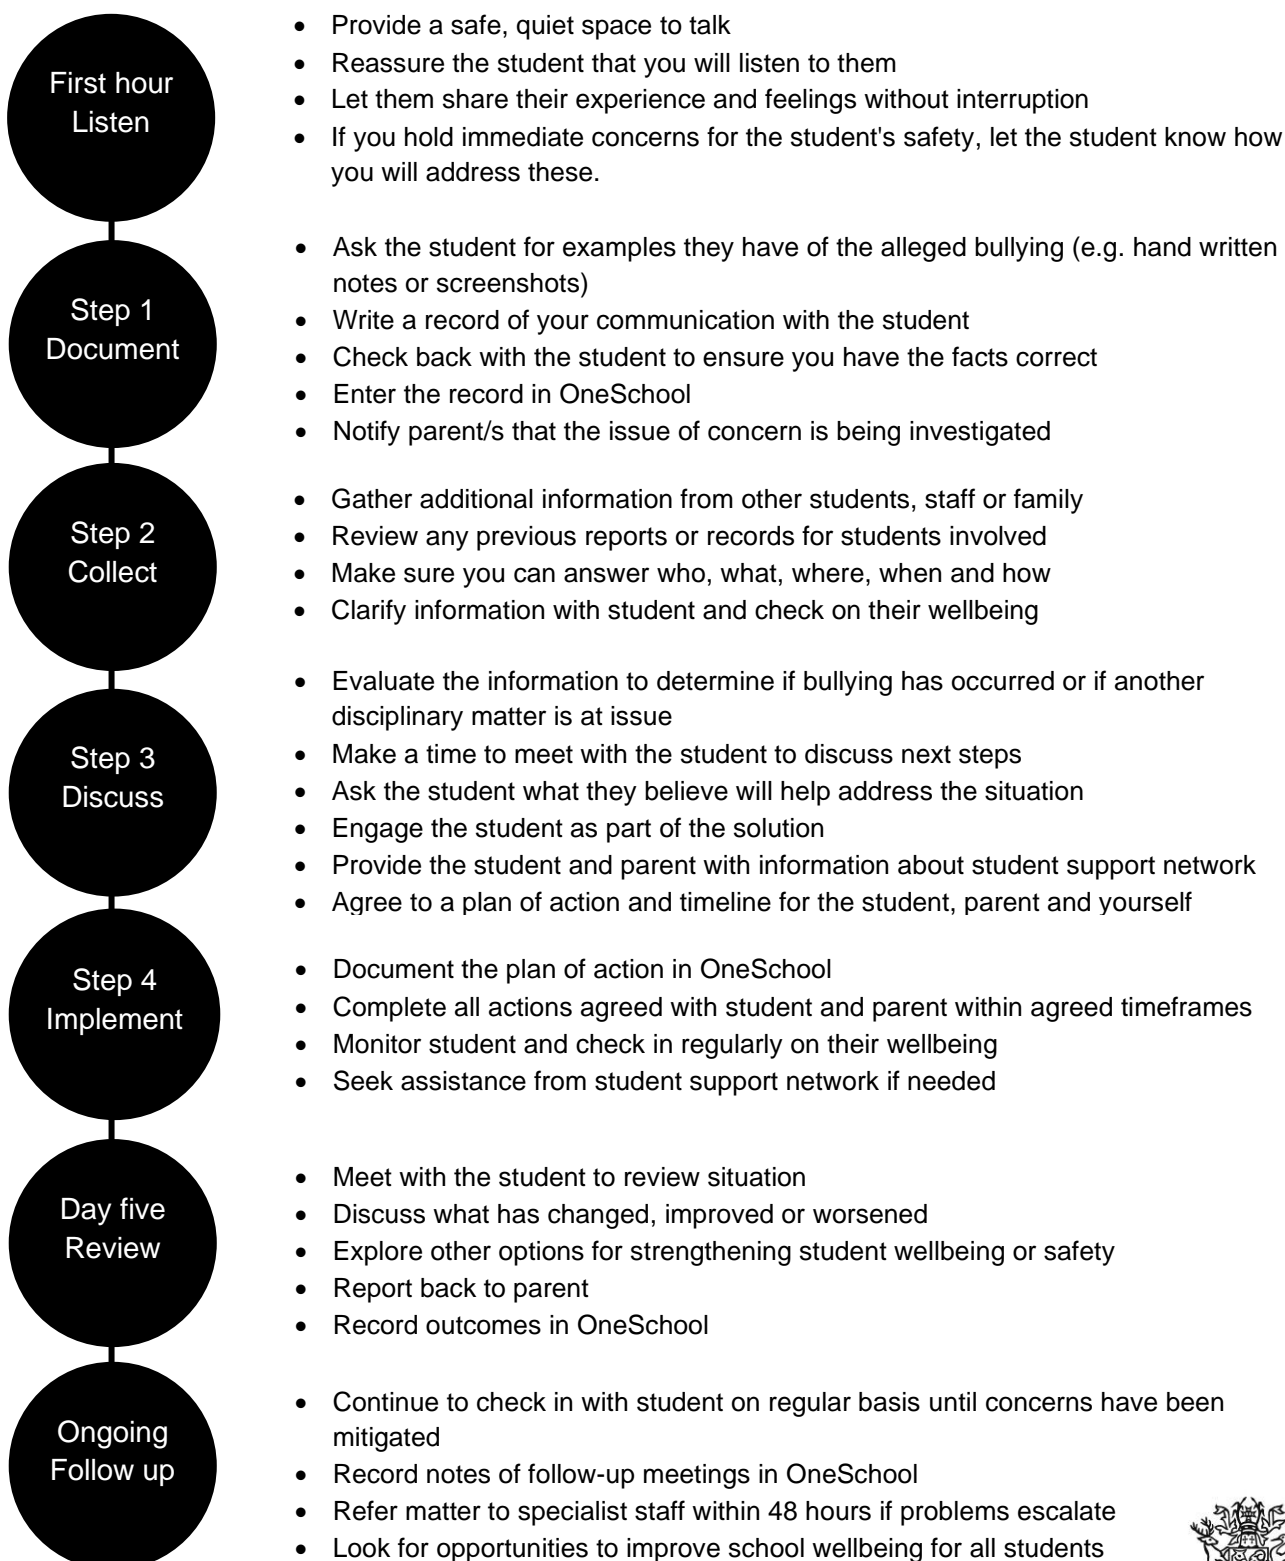 First hour
Listen
• Provide a safe, quiet space to talk
• Reassure the student that you will listen to them
• Let them share their experience and feelings without interruption
• If you hold immediate concerns for the student's safety, let the student know how
you will address these.
Step 1
Document
• Ask the student for examples they have of the alleged bullying (e.g. hand written
notes or screenshots)
• Write a record of your communication with the student
• Check back with the student to ensure you have the facts correct
• Enter the record in OneSchool
• Notify parent/s that the issue of concern is being investigated
Step 2
Collect
• Gather additional information from other students, staff or family
• Review any previous reports or records for students involved
• Make sure you can answer who, what, where, when and how
• Clarify information with student and check on their wellbeing
Step 3
Discuss
• Evaluate the information to determine if bullying has occurred or if another
disciplinary matter is at issue
• Make a time to meet with the student to discuss next steps
• Ask the student what they believe will help address the situation
• Engage the student as part of the solution
• Provide the student and parent with information about student support network
• Agree to a plan of action and timeline for the student, parent and yourself
Step 4
Implement
• Document the plan of action in OneSchool
• Complete all actions agreed with student and parent within agreed timeframes
• Monitor student and check in regularly on their wellbeing
• Seek assistance from student support network if needed
Day five
Review
• Meet with the student to review situation
• Discuss what has changed, improved or worsened
• Explore other options for strengthening student wellbeing or safety
• Report back to parent
• Record outcomes in OneSchool
Ongoing
Follow up
• Continue to check in with student on regular basis until concerns have been
mitigated
• Record notes of follow-up meetings in OneSchool
• Refer matter to specialist staff within 48 hours if problems escalate
• Look for opportunities to improve school wellbeing for all students